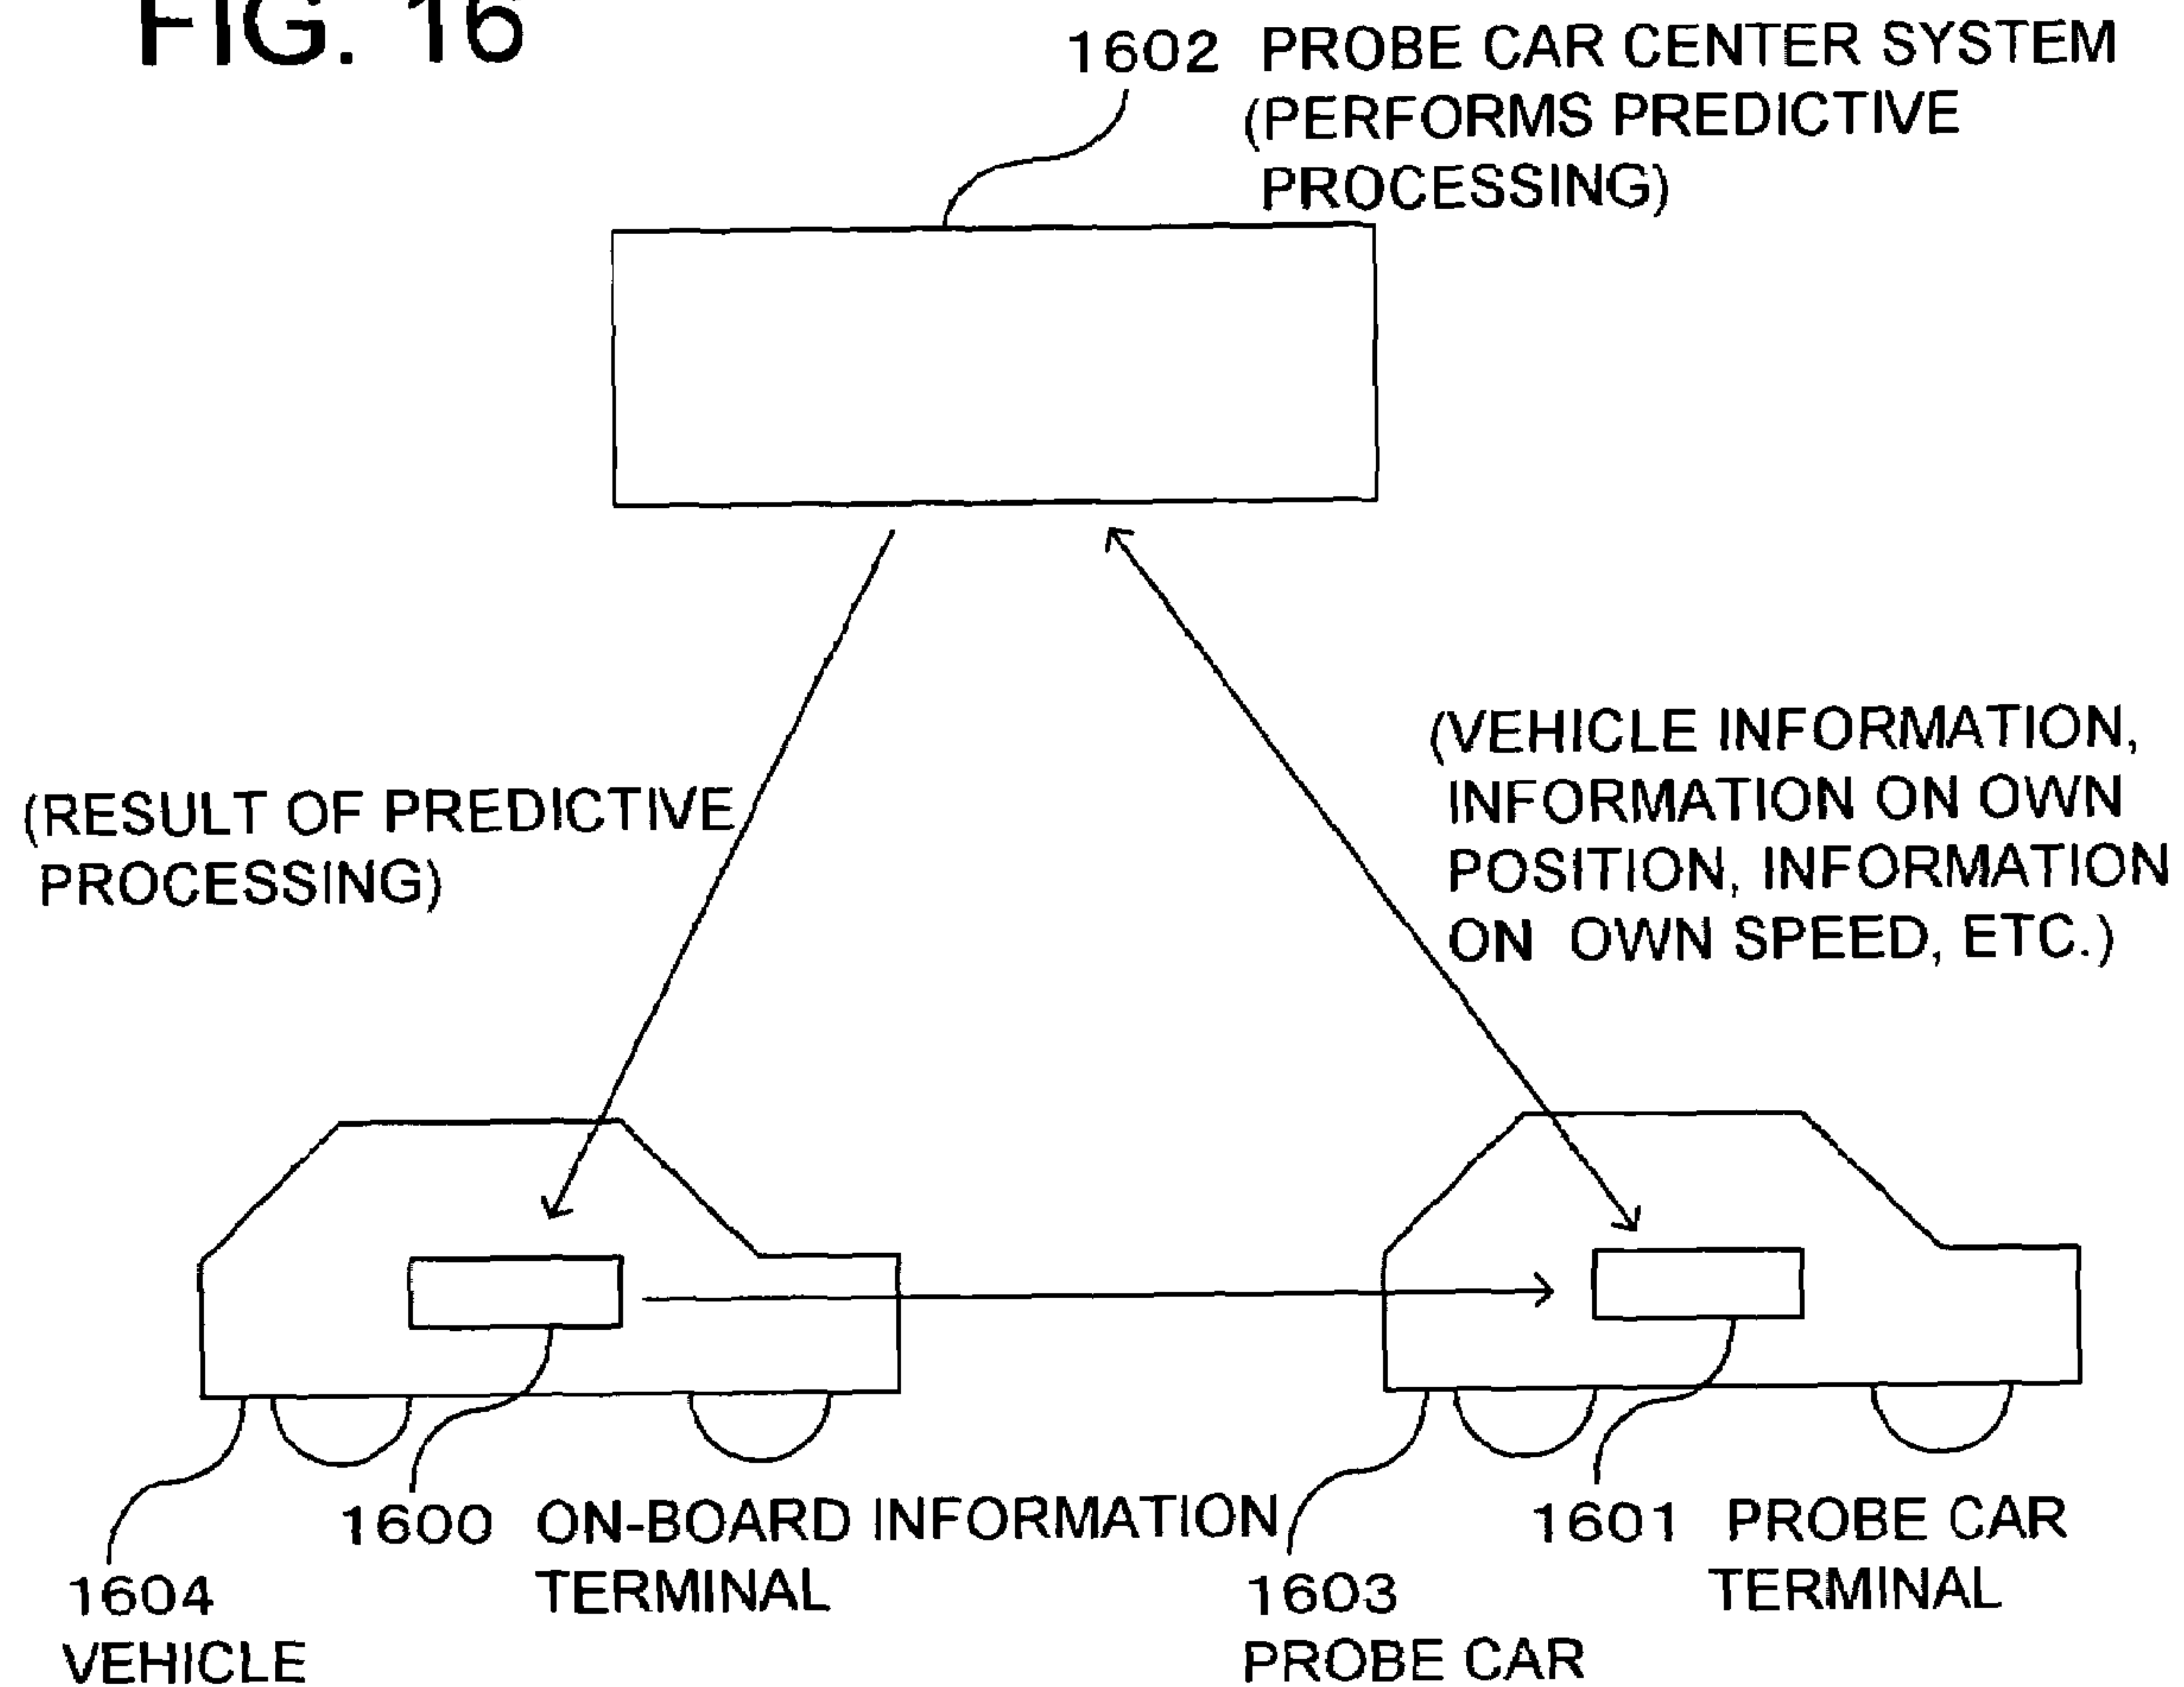 FIG. 16
1602 PROBE CAR CENTER SYSTEM
(PERFORMS PREDICTIVE
PROCESSING)
(VEHICLE INFORMATION,
INFORMATION ON OWN
POSITION, INFORMATION
ON OWN SPEED, ETC.)
(RESULT OF PREDICTIVE
PROCESSING)
1600 ON-BOARD INFORMATION
TERMINAL
1601 PROBE CAR
TERMINAL
1604
VEHICLE
1603
PROBE CAR